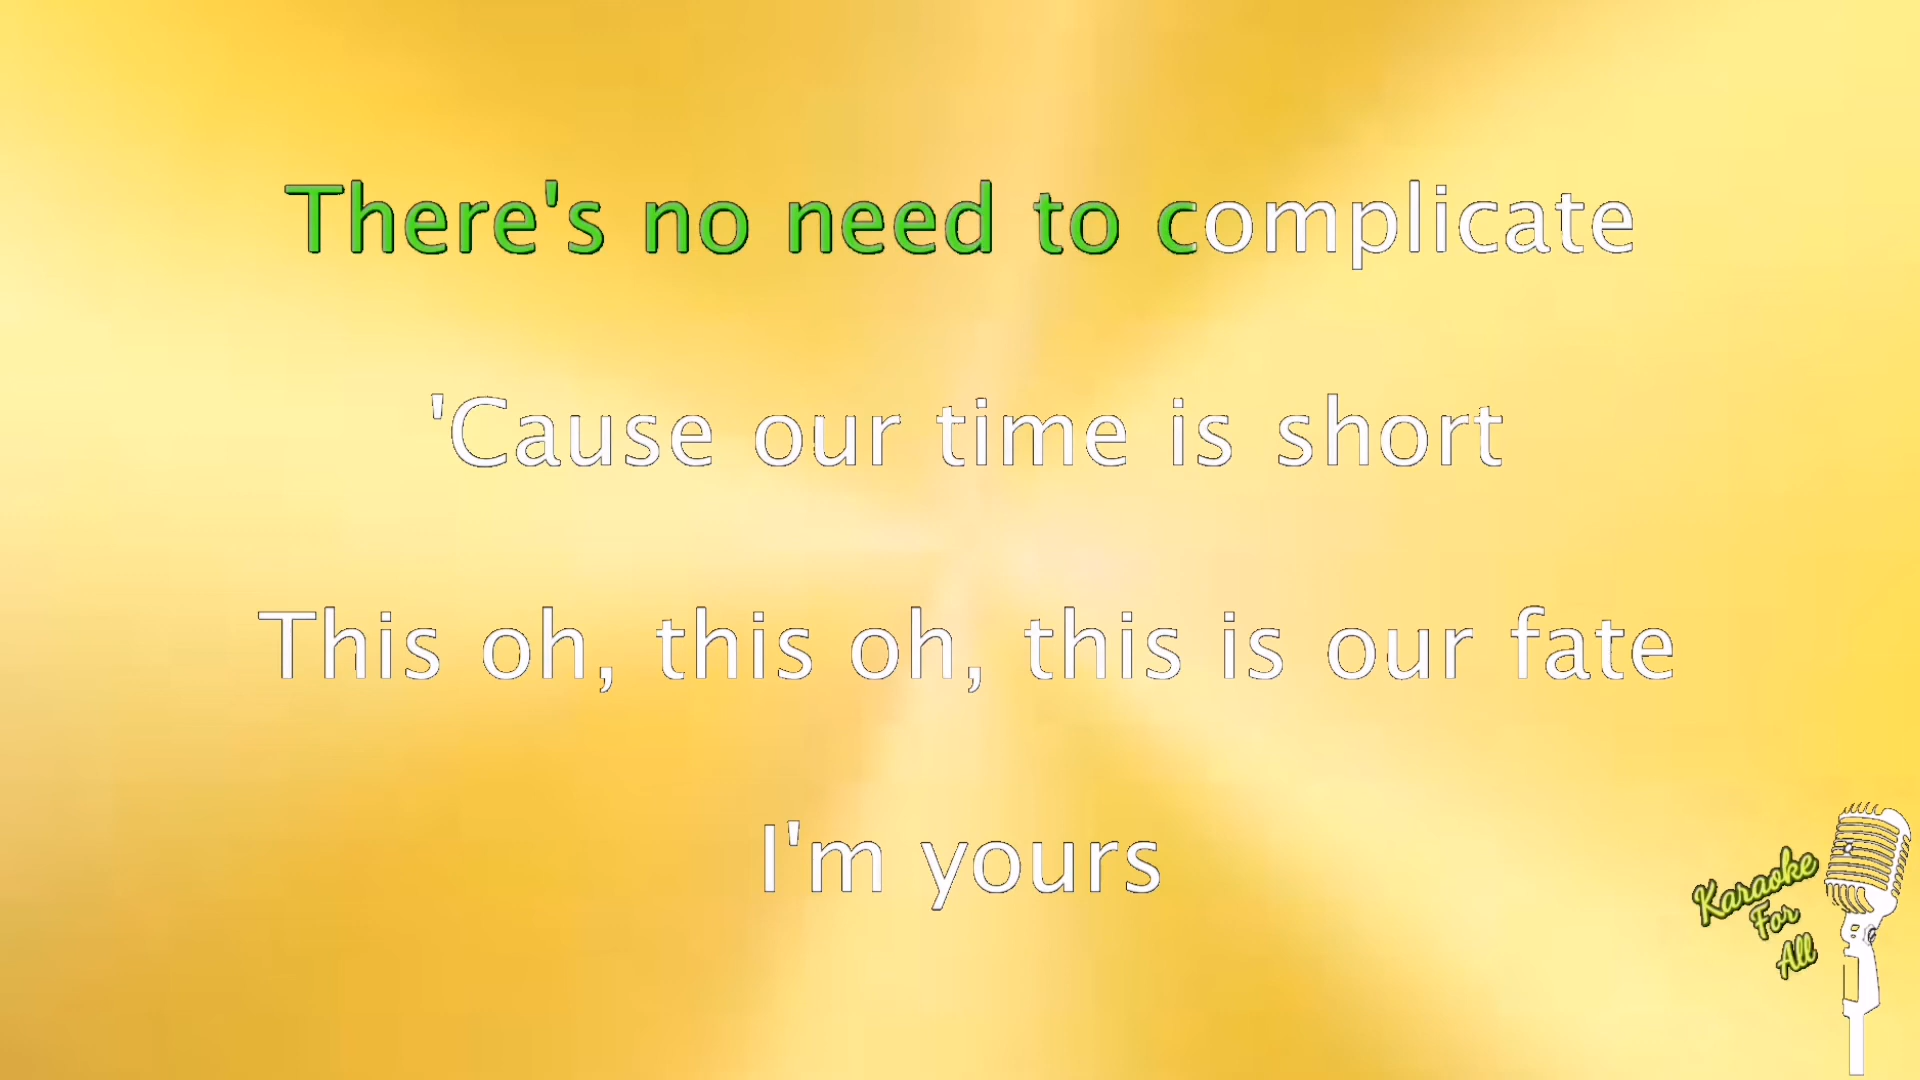 There's no need to complicate
'Cause our time is short
This oh, this oh, this is our fate
I'm yours
Karaoke
For
All